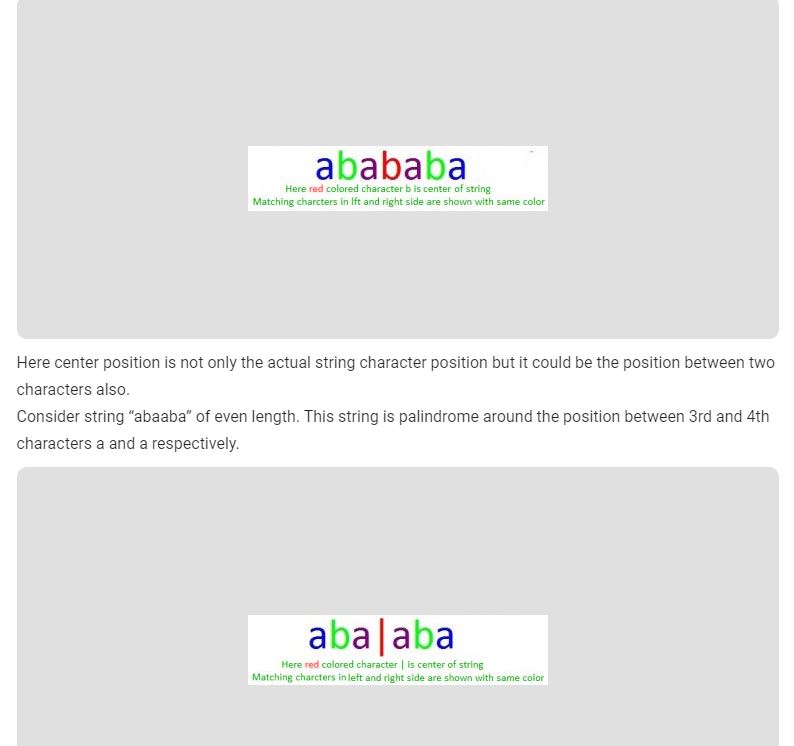 abababa
Here red colored character b is center of string
Matching charcters in lft and right side are shown with same color
Here center position is not only the actual string character position but it could be the position between two
characters also.
Consider string “abaaba” of even length. This string is palindrome around the position between 3rd and 4th
characters a and a respectively.
aba|aba
Here red colored character | is center of string
Matching charcters in left and right side are shown with same color